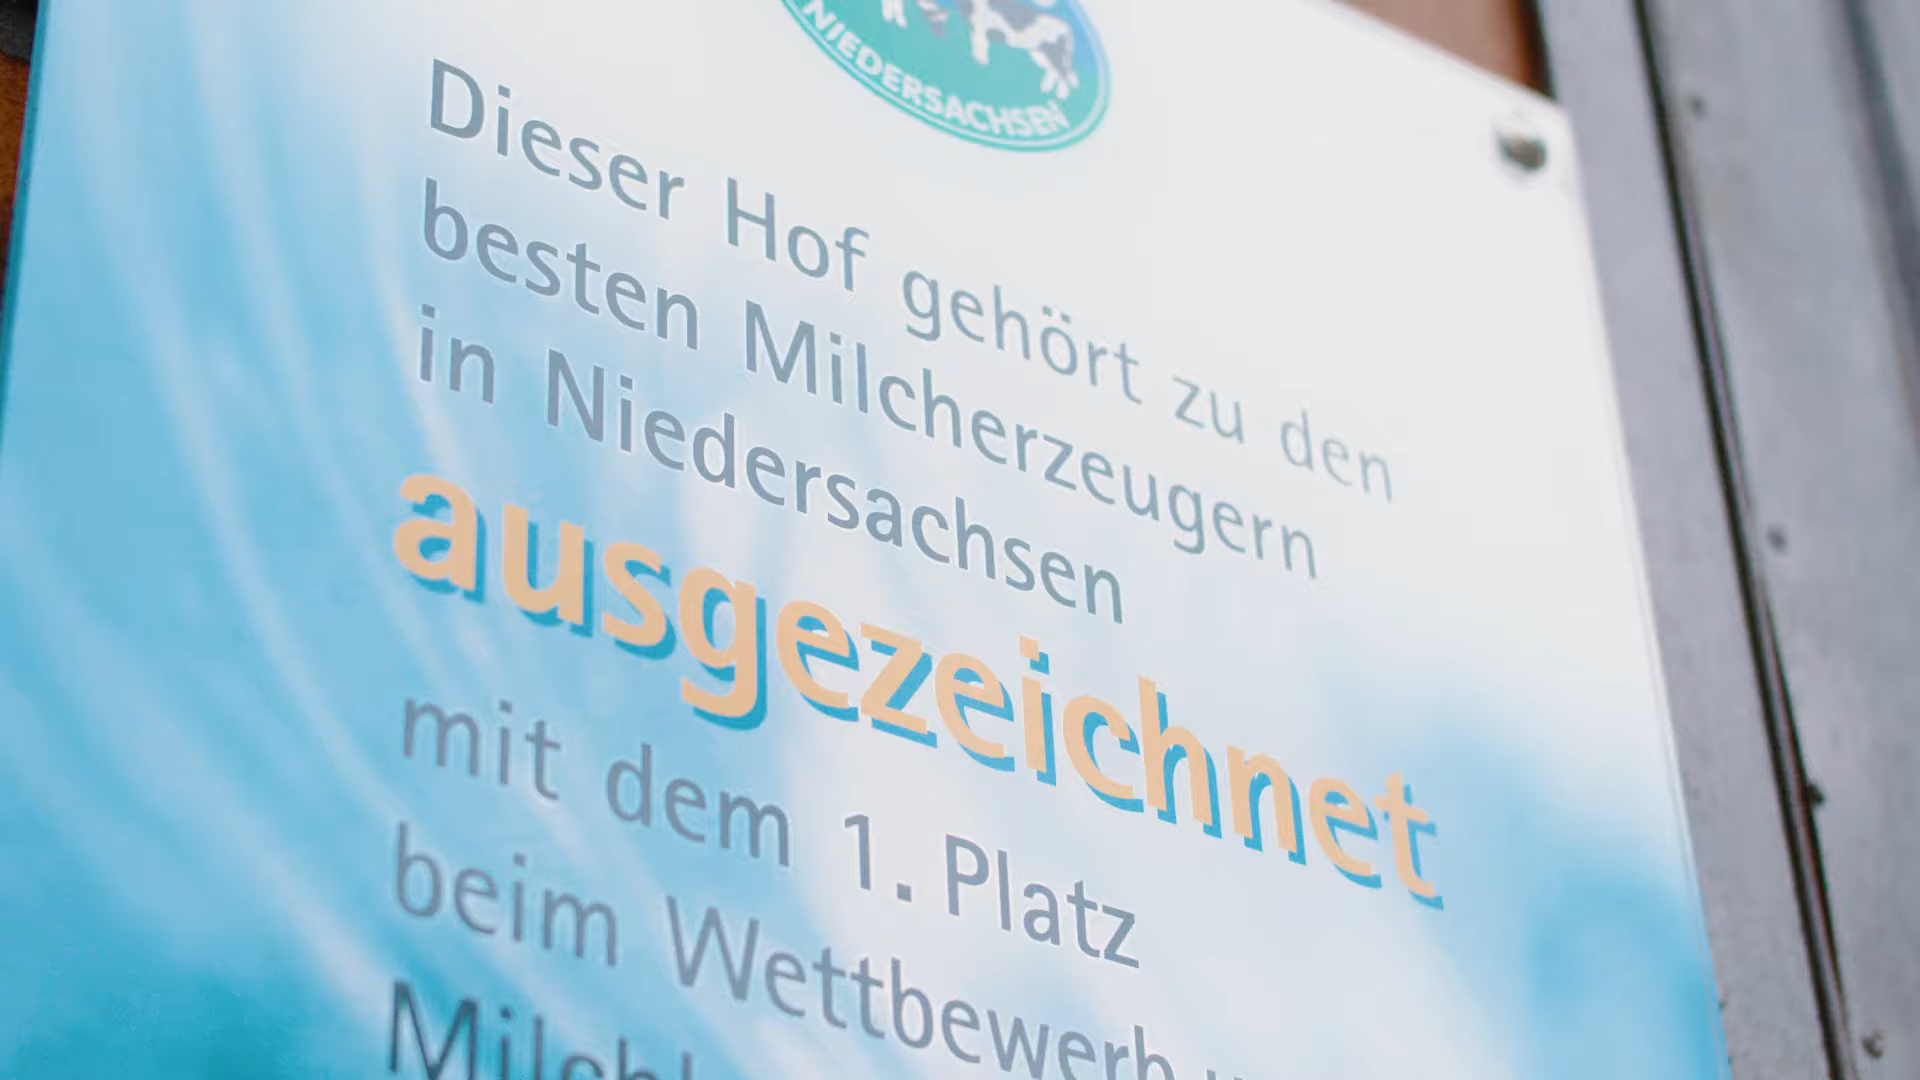 NIEDERSACHSEN
Dieser Hof gehört zu den
besten Milcherzeugern
in Niedersachsen
ausgezeichnet
mit dem 1. Platz
beim Wettbewerb